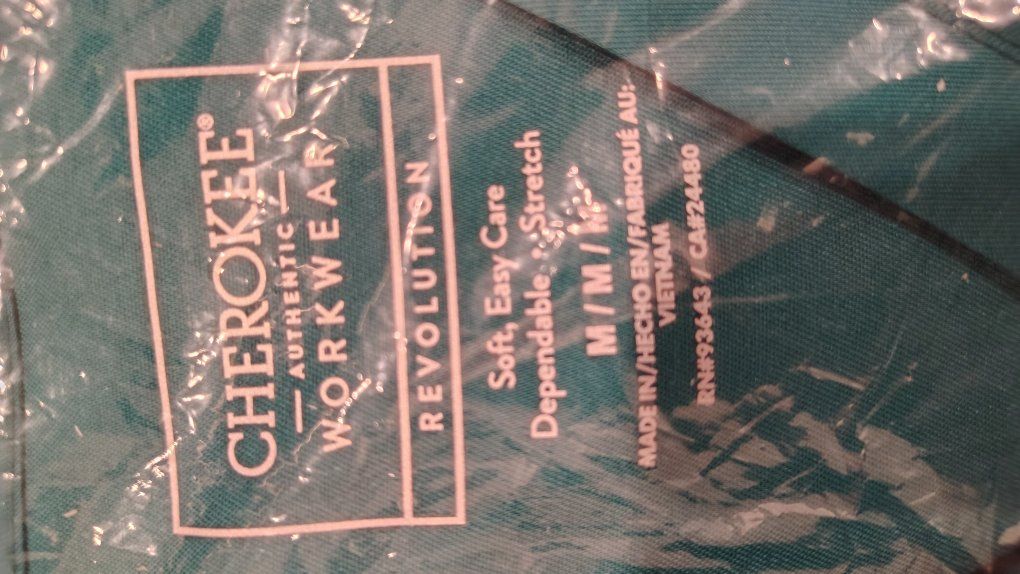 CHEROKEE®
AUTHENTIC
WORKWEAR
REVOLUTION
Soft, Easy Care
Dependable Stretch
M / M / m
MADE IN/HECHO EN/FABRIQUÉ AU:
VIETNAM
RN#93643 / CA#24480